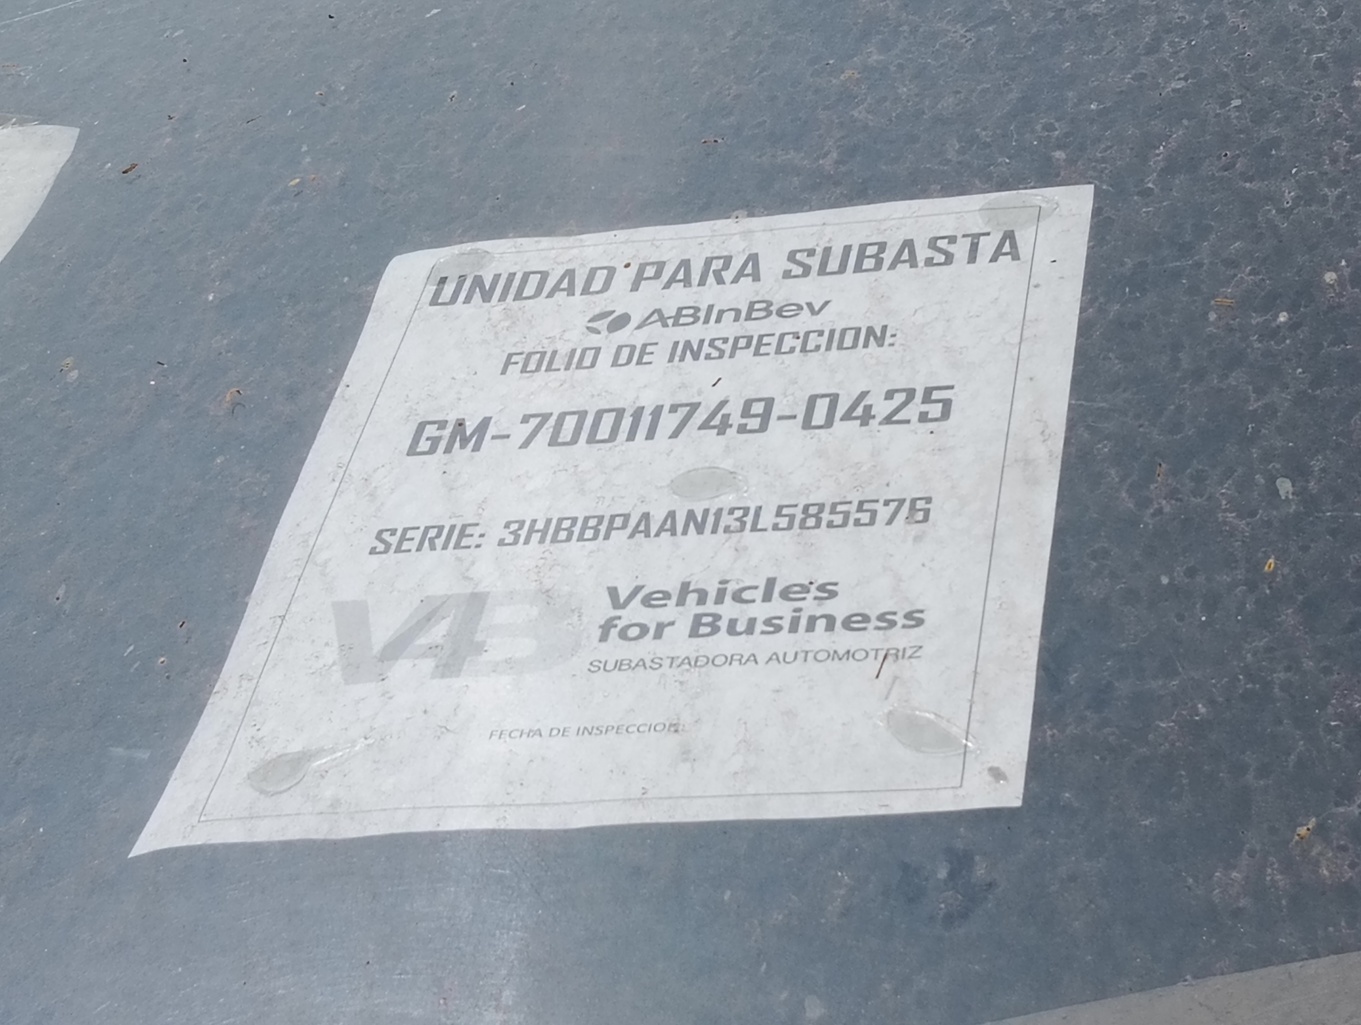 UNIDAD PARA SUBASTA
ABInBev
FOLIO DE INSPECCION:
GM-70011749-0425
SERIE: 3HBBPAAN13L585576
V4B
Vehicles
for Business
SUBASTADORA AUTOMOTRIZ
FECHA DE INSPECCION: